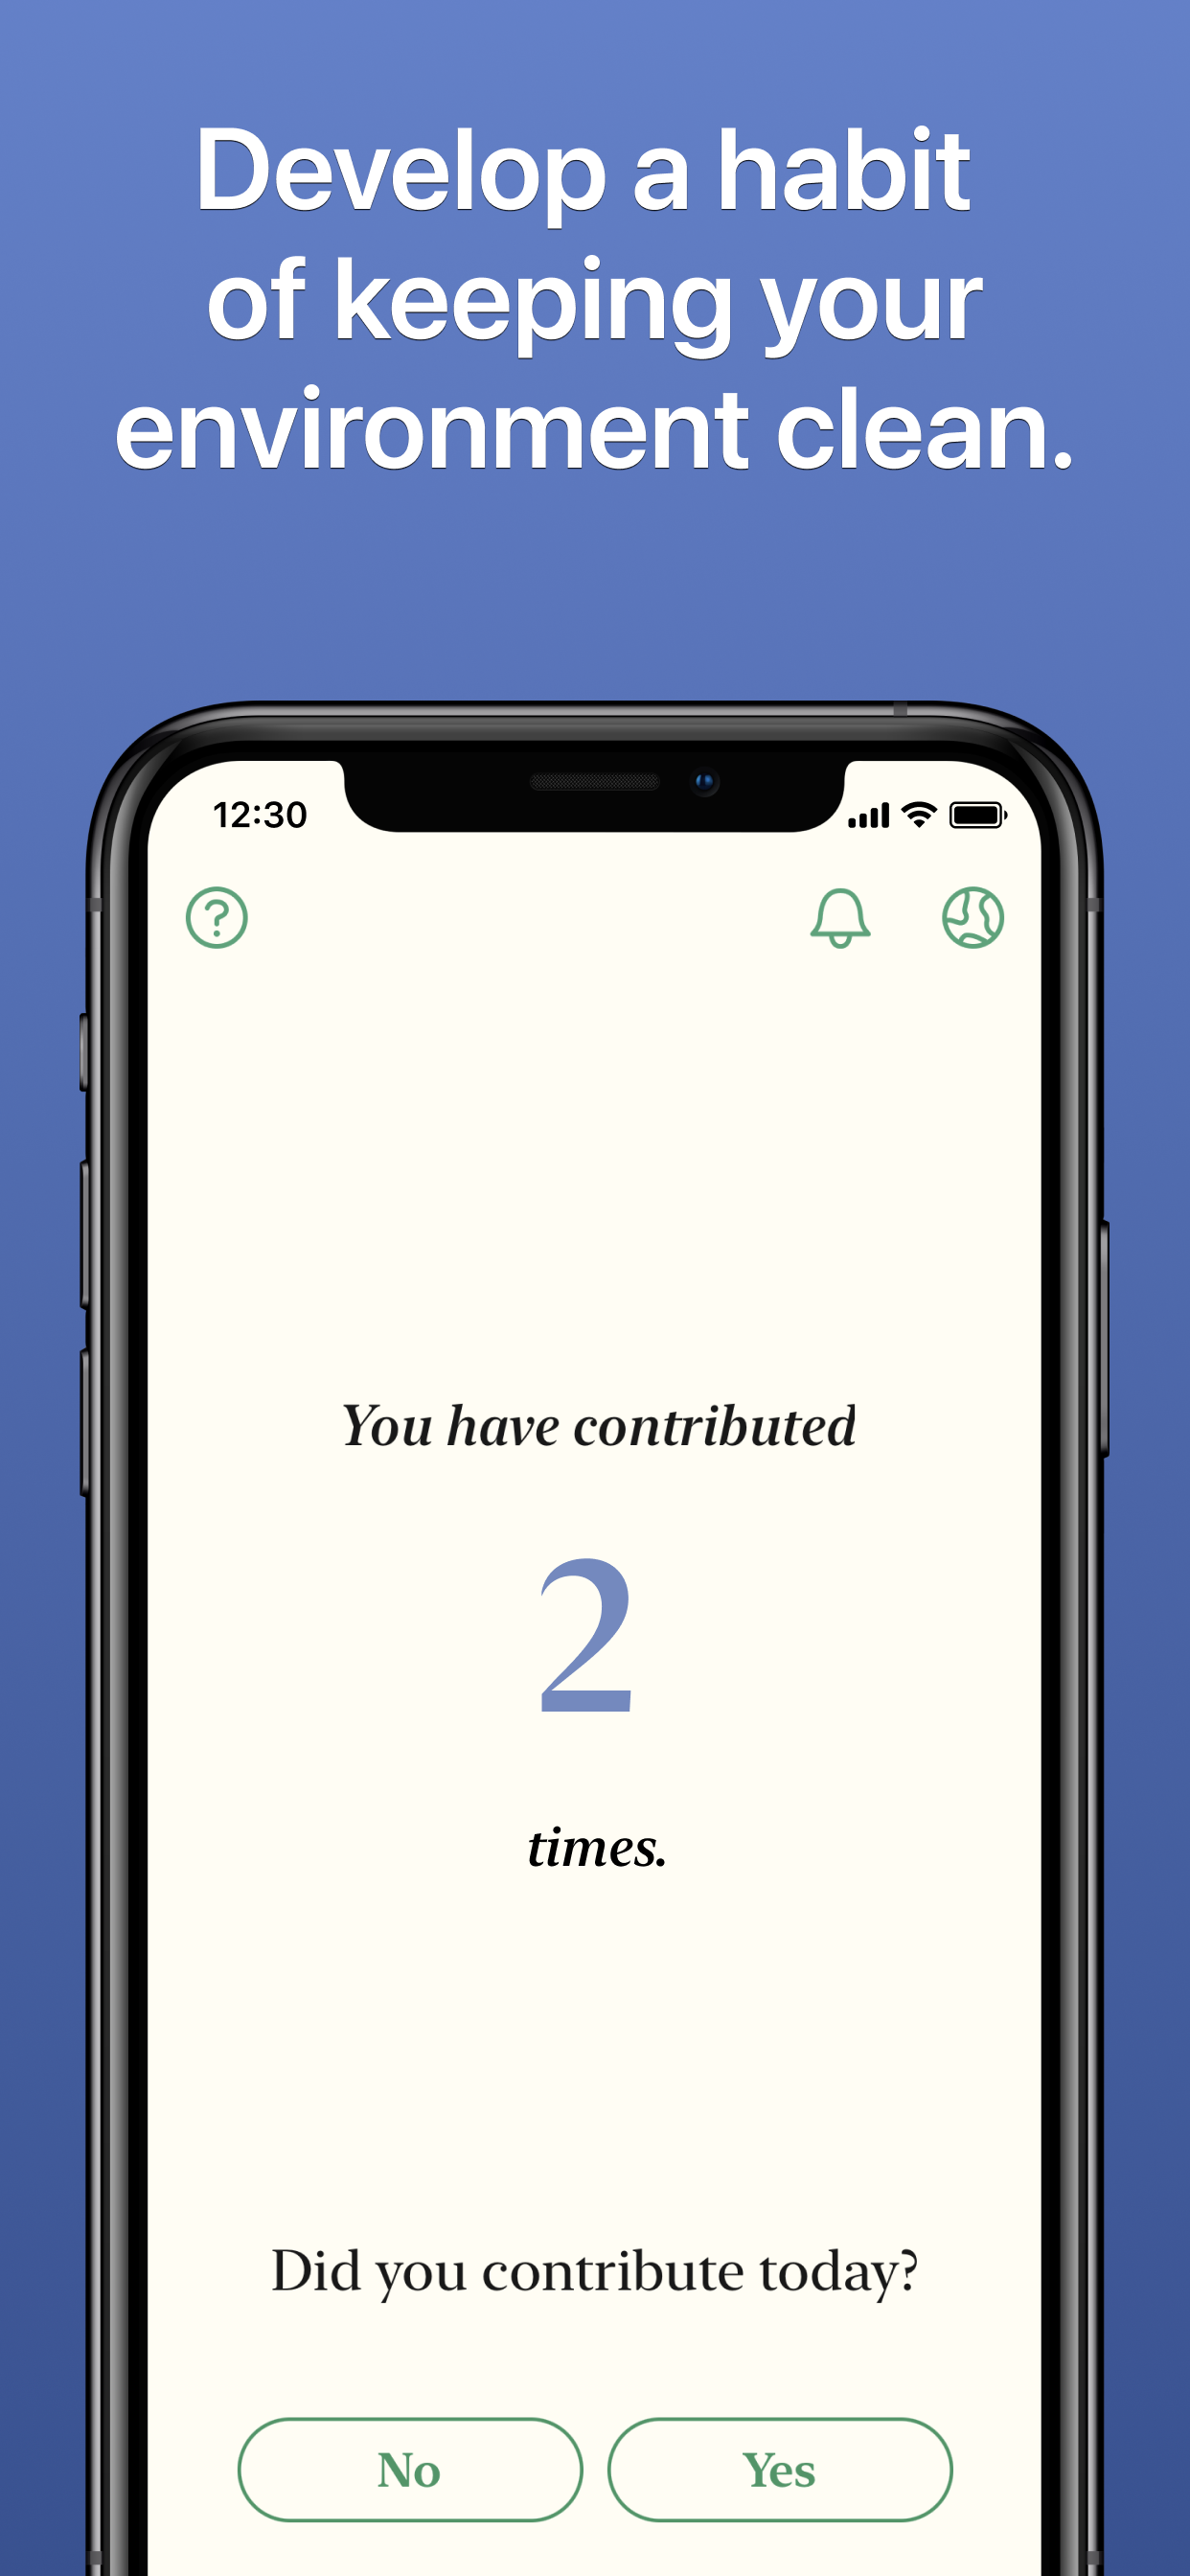 Develop a habit
of keeping your
environment clean.
12:30
You have contributed
2
times.
Did you contribute today?
No
Yes